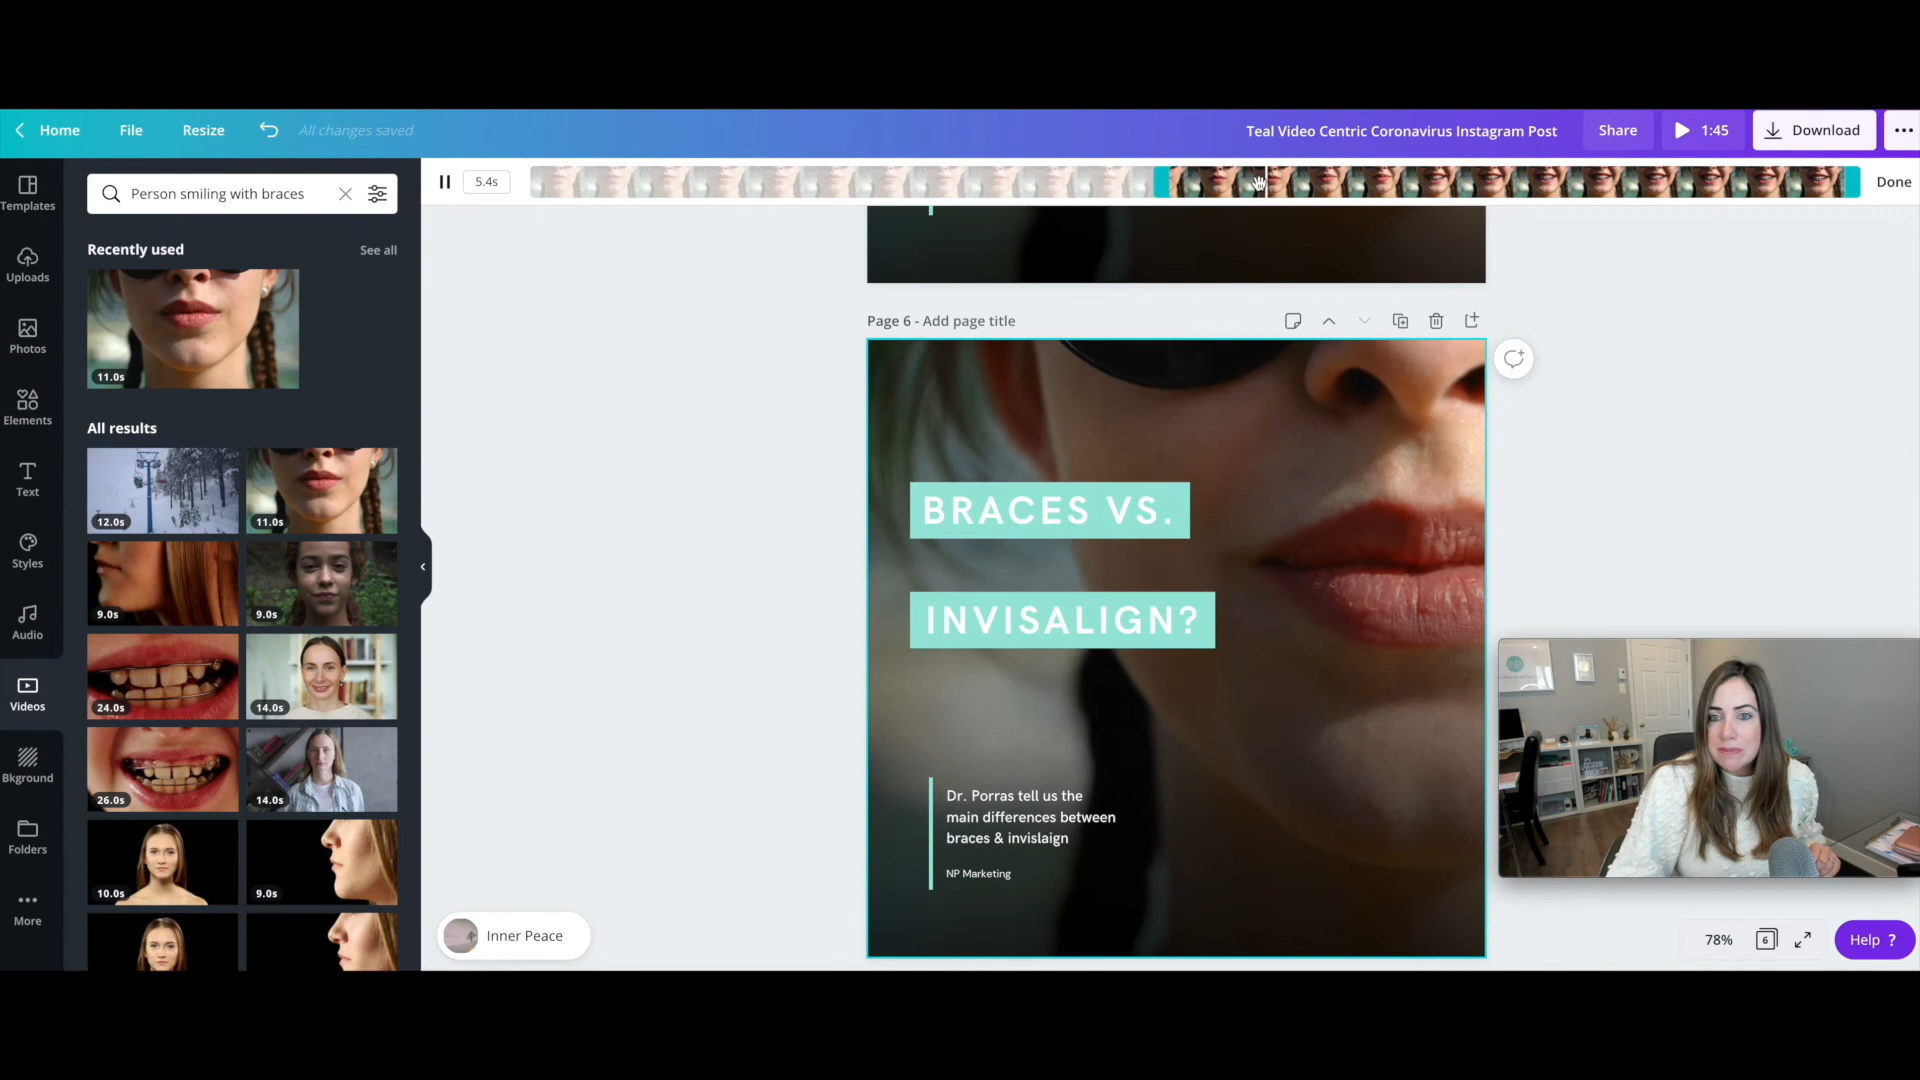 Home
File
Resize
All changes saved
Teal Video Centric Coronavirus Instagram Post
Share
1:45
Download
Templates
Uploads
Photos
Elements
Text
Styles
Audio
Videos
Bkground
Folders
More
Person smiling with braces
Recently used
See all
11.0s
All results
12.0s
11.0s
9.0s
9.0s
24.0s
14.0s
26.0s
14.0s
10.0s
9.0s
5.4s
Done
Page 6 - Add page title
BRACES VS.
INVISALIGN?
Dr. Porras tell us the
main differences between
braces & invislaign
NP Marketing
Inner Peace
NP
78%
6
Help ?